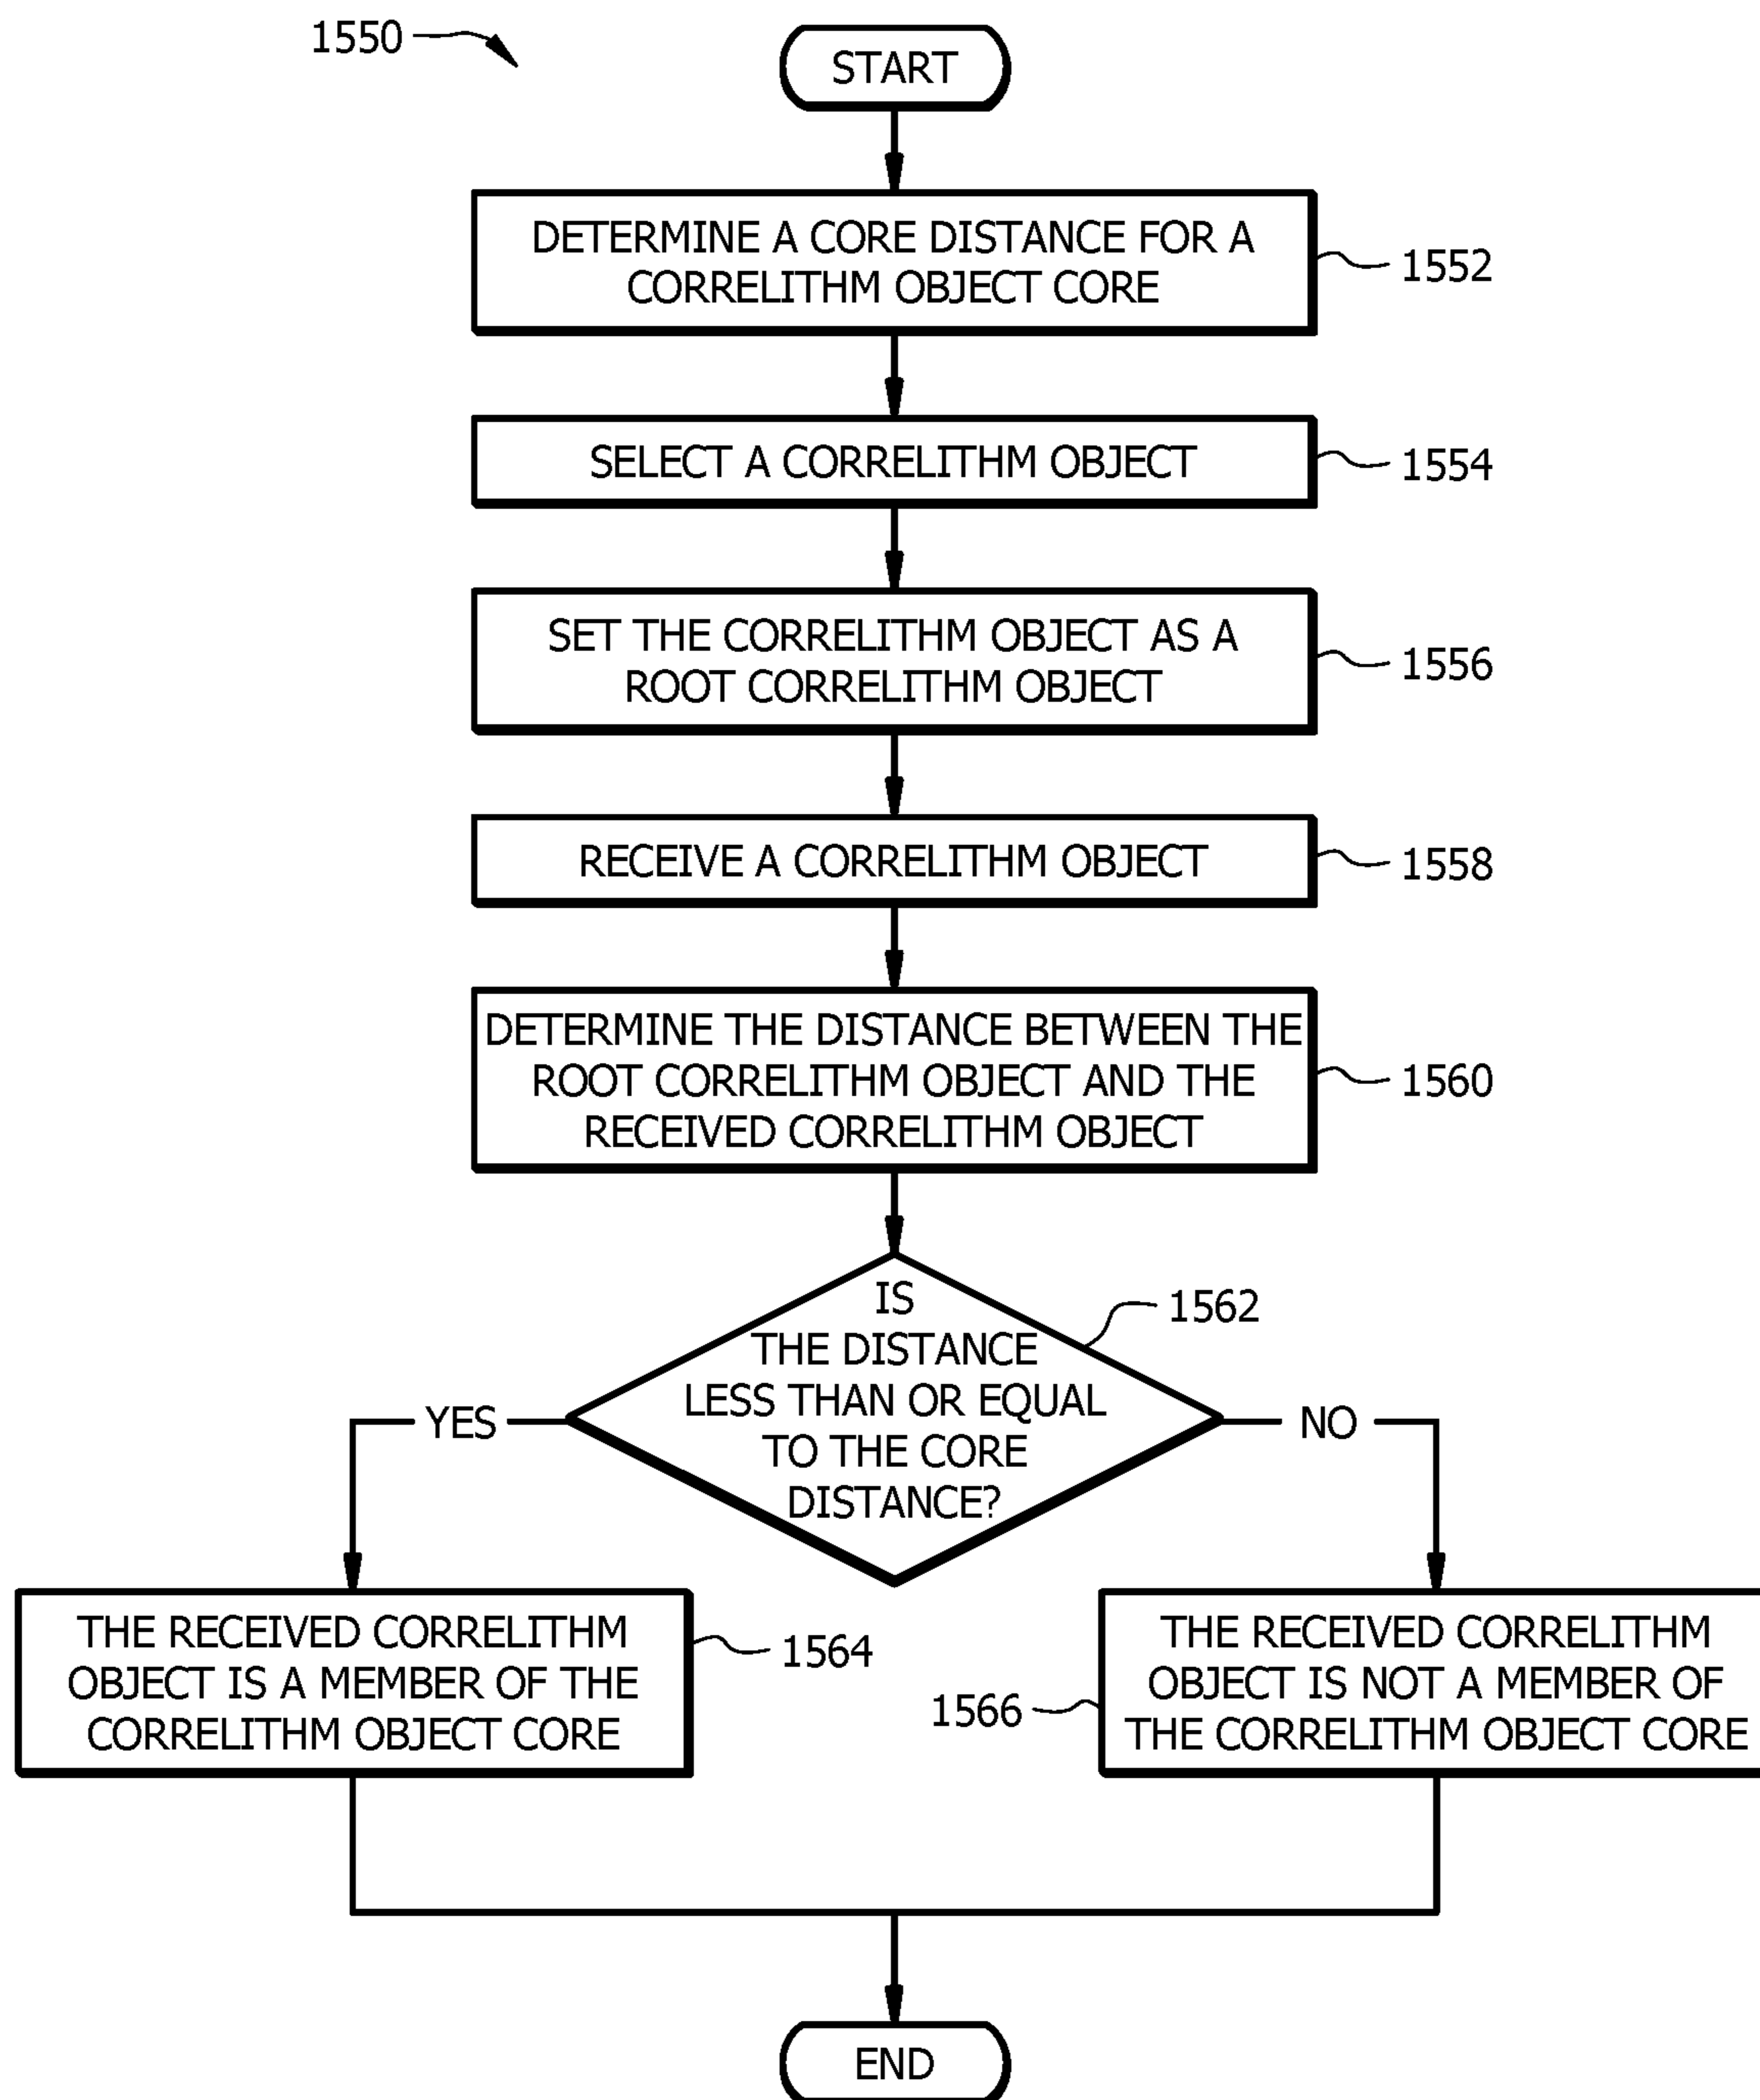 1550
START
DETERMINE A CORE DISTANCE FOR A
CORRELITHM OBJECT CORE
1552
SELECT A CORRELITHM OBJECT
1554
SET THE CORRELITHM OBJECT AS A
ROOT CORRELITHM OBJECT
1556
RECEIVE A CORRELITHM OBJECT
1558
DETERMINE THE DISTANCE BETWEEN THE
ROOT CORRELITHM OBJECT AND THE
RECEIVED CORRELITHM OBJECT
1560
IS
THE DISTANCE
LESS THAN OR EQUAL
TO THE CORE
DISTANCE?
1562
YES
NO
THE RECEIVED CORRELITHM
OBJECT IS A MEMBER OF THE
CORRELITHM OBJECT CORE
1564
THE RECEIVED CORRELITHM
OBJECT IS NOT A MEMBER OF
THE CORRELITHM OBJECT CORE
1566
END